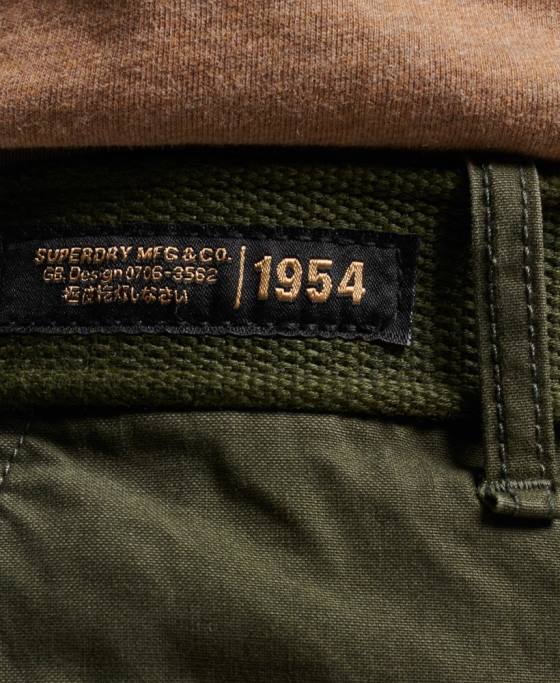 SUPERDRY MFG & CO.
GB.Design 0706-3562
1954